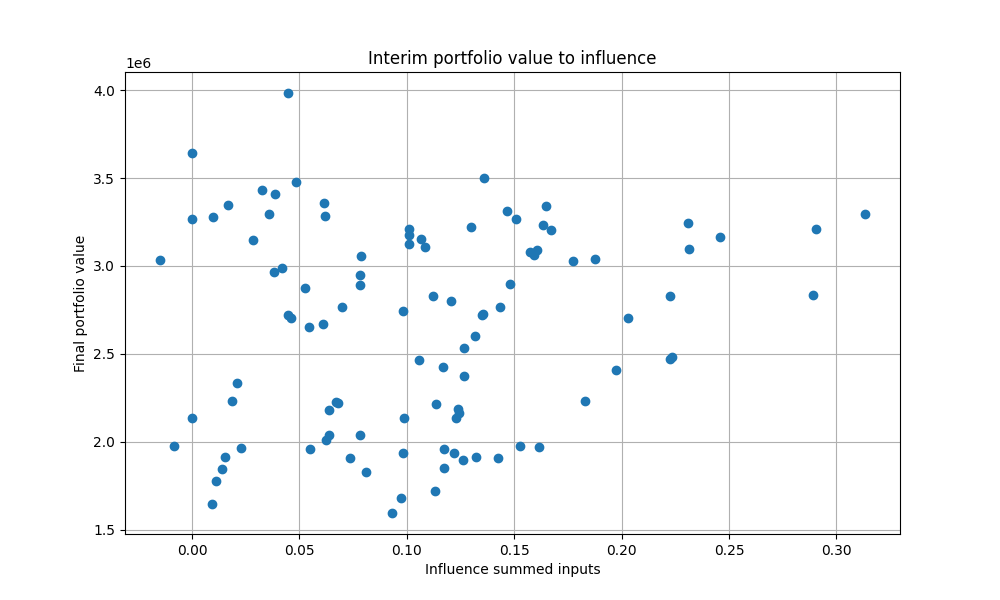 Interim portfolio value to influence
1e6
4.0
3.5
3.0
2.5
2.0
1.5
Final portfolio value
0.00 0.05 0.10 0.15 0.20 0.25 0.30
Influence summed inputs